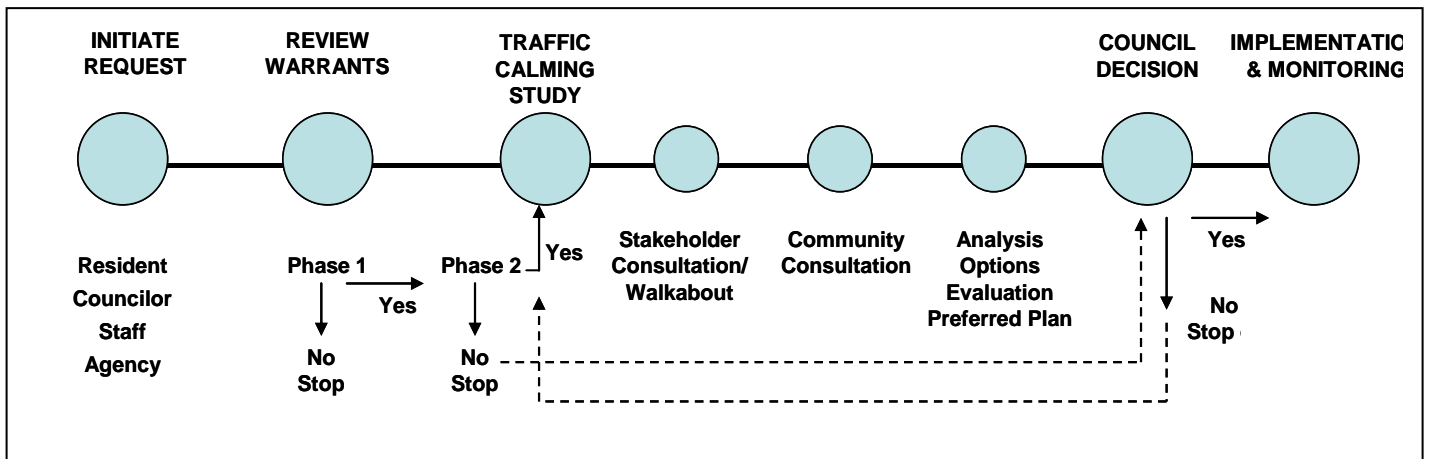 INITIATE
REQUEST
REVIEW
WARRANTS
TRAFFIC
CALMING
STUDY
COUNCIL
DECISION
IMPLEMENTATIO
& MONITORING
Resident
Councilor
Staff
Agency
Phase 1
Yes
No
Stop
Phase 2
Yes
No
Stop
Stakeholder
Consultation/
Walkabout
Community
Consultation
Analysis
Options
Evaluation
Preferred Plan
Yes
No
Stop